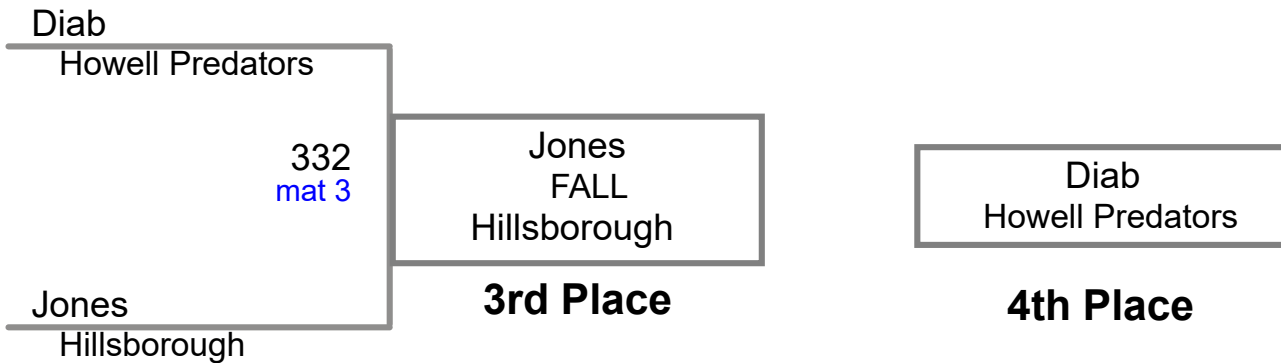 Diab
Howell Predators
332
mat 3
Jones
Hillsborough
Jones
FALL
Hillsborough
3rd Place
Diab
Howell Predators
4th Place